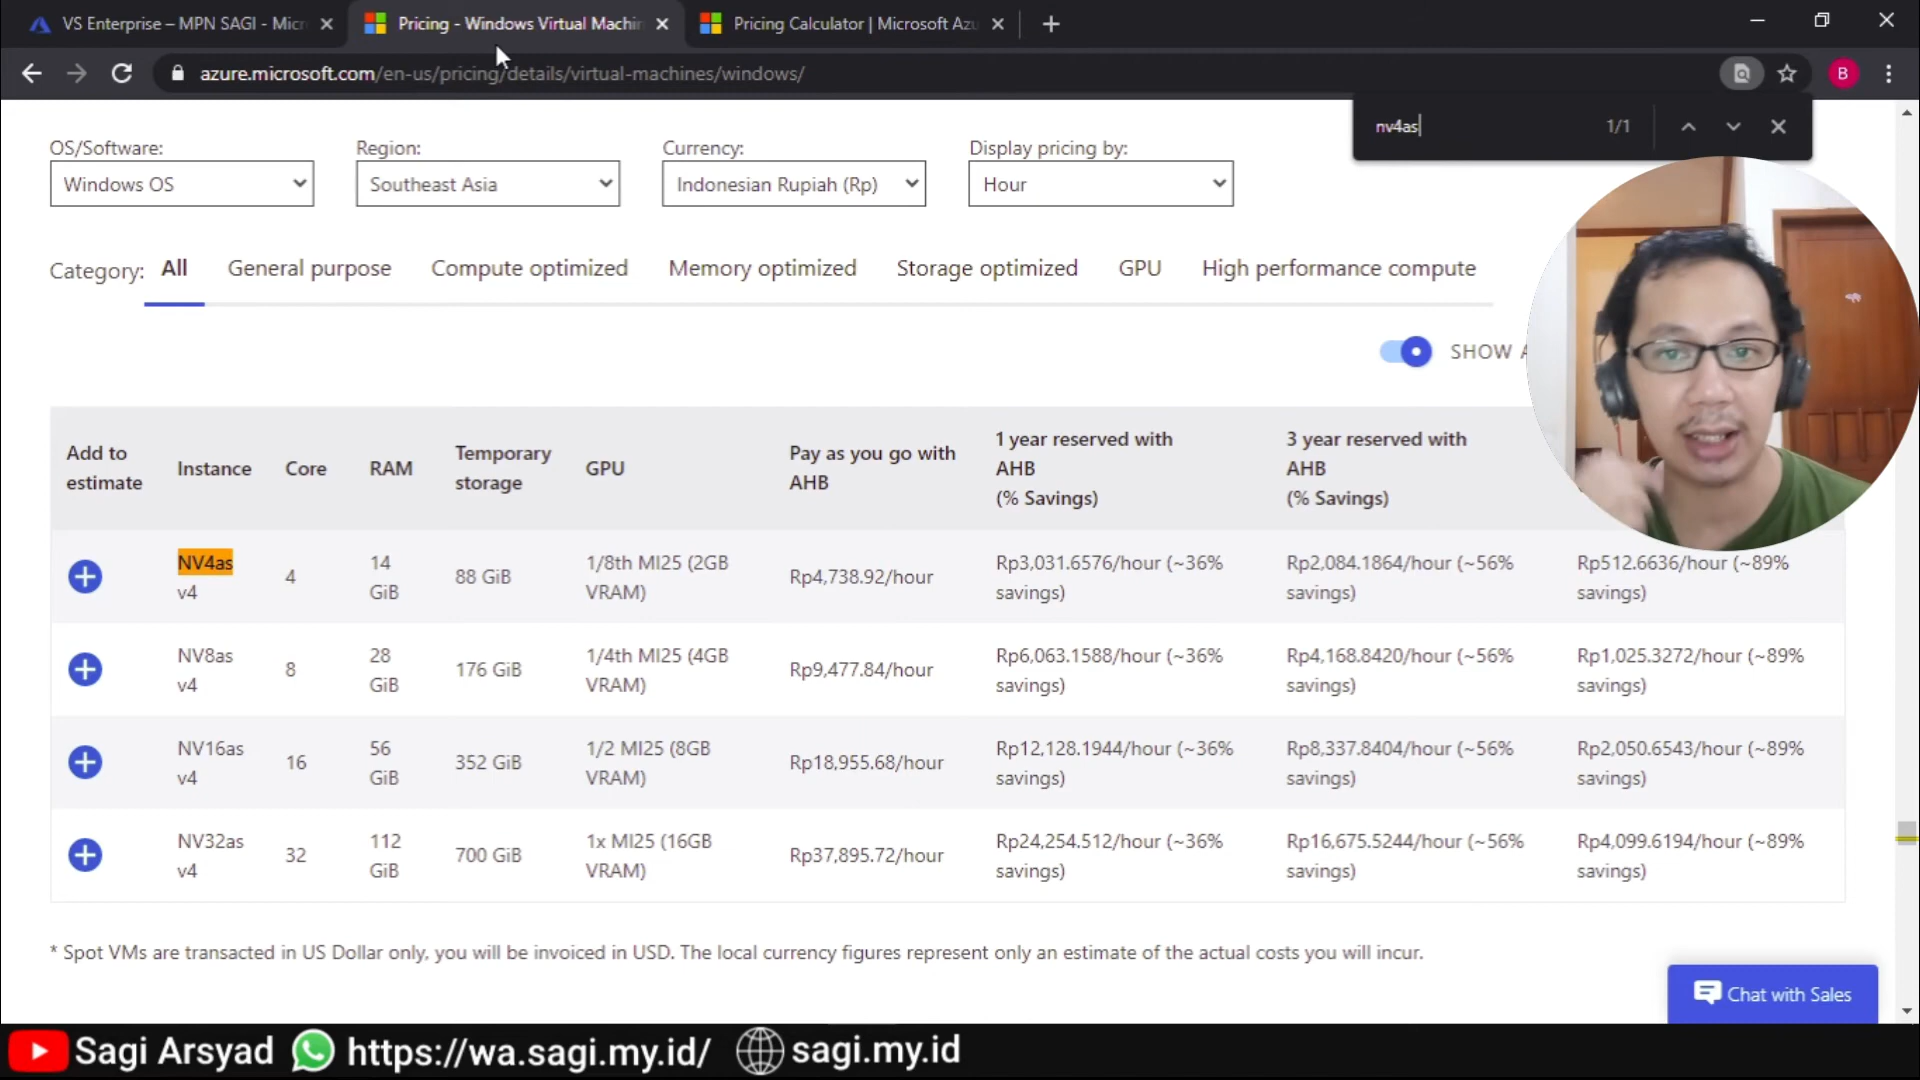 VS Enterprise – MPN SAGI - Micr
Pricing - Windows Virtual Machin
Pricing Calculator | Microsoft Azu
azure.microsoft.com/en-us/pricing/details/virtual-machines/windows/
B
nv4as
1/1
OS/Software:
Region:
Currency:
Display pricing by:
Windows OS
Southeast Asia
Indonesian Rupiah (Rp)
Hour
Category:
All
General purpose
Compute optimized
Memory optimized
Storage optimized
GPU
High performance compute
SHOW A
Add to estimate
Instance
Core
RAM
Temporary storage
GPU
Pay as you go with AHB
1 year reserved with AHB (% Savings)
3 year reserved with AHB (% Savings)
NV4as v4
4
14 GiB
88 GiB
1/8th MI25 (2GB VRAM)
Rp4,738.92/hour
Rp3,031.6576/hour (~36% savings)
Rp2,084.1864/hour (~56% savings)
Rp512.6636/hour (~89% savings)
NV8as v4
8
28 GiB
176 GiB
1/4th MI25 (4GB VRAM)
Rp9,477.84/hour
Rp6,063.1588/hour (~36% savings)
Rp4,168.8420/hour (~56% savings)
Rp1,025.3272/hour (~89% savings)
NV16as v4
16
56 GiB
352 GiB
1/2 MI25 (8GB VRAM)
Rp18,955.68/hour
Rp12,128.1944/hour (~36% savings)
Rp8,337.8404/hour (~56% savings)
Rp2,050.6543/hour (~89% savings)
NV32as v4
32
112 GiB
700 GiB
1x MI25 (16GB VRAM)
Rp37,895.72/hour
Rp24,254.512/hour (~36% savings)
Rp16,675.5244/hour (~56% savings)
Rp4,099.6194/hour (~89% savings)
* Spot VMs are transacted in US Dollar only, you will be invoiced in USD. The local currency figures represent only an estimate of the actual costs you will incur.
Chat with Sales
Sagi Arsyad
https://wa.sagi.my.id/
sagi.my.id